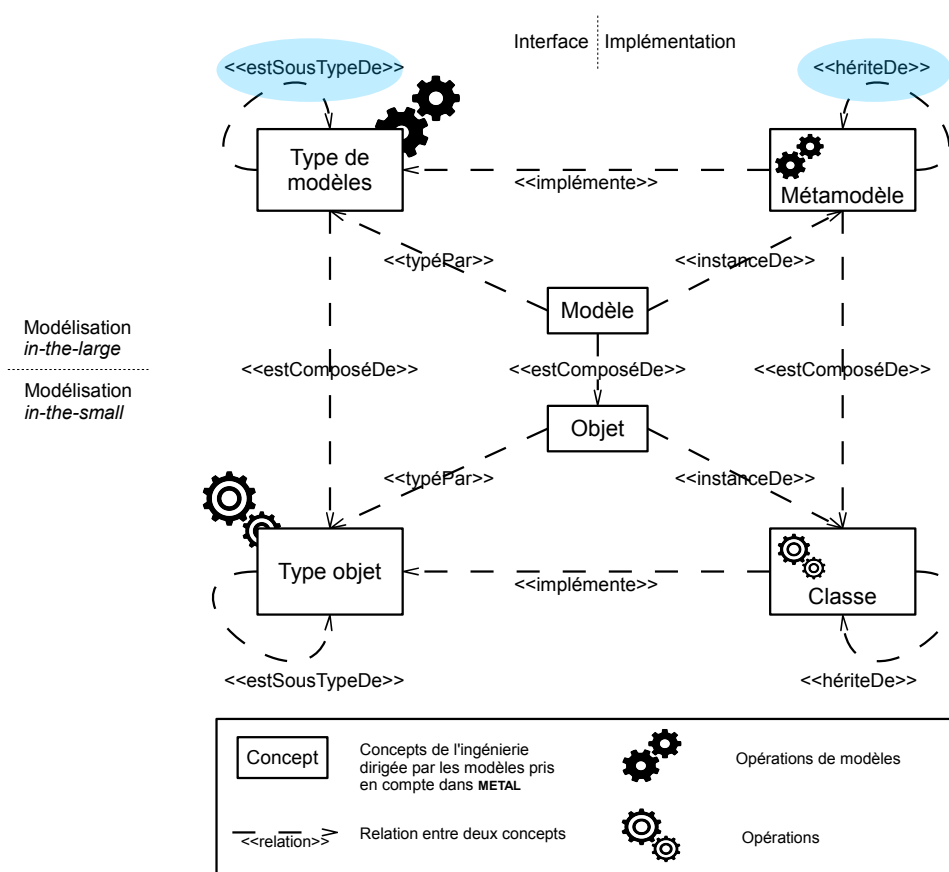 Interface
Implémentation
<<estSousTypeDe>>
<<hériteDe>>
Type de
modèles
<<implémente>>
Métamodèle
<<typéPar>>
<<instanceDe>>
Modèle
Modélisation
in-the-large
<<estComposéDe>>
<<estComposéDe>>
<<estComposéDe>>
Modélisation
in-the-small
Objet
<<typéPar>>
<<instanceDe>>
Type objet
<<implémente>>
Classe
<<estSousTypeDe>>
<<hériteDe>>
Concept
Concepts de l'ingénierie
dirigée par les modèles pris
en compte dans METAL
Opérations de modèles
<<relation>>
Relation entre deux concepts
Opérations